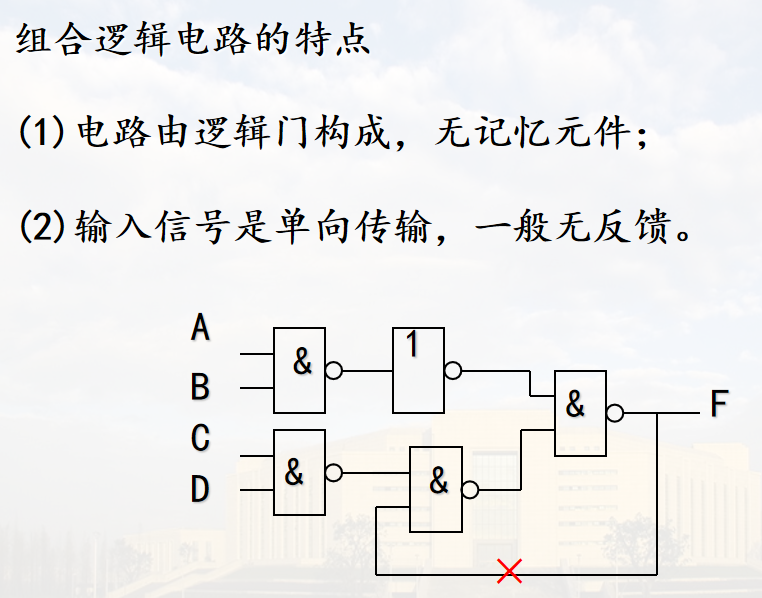 组合逻辑电路的特点
(1)电路由逻辑门构成，无记忆元件；
(2)输入信号是单向传输，一般无反馈。
A
B
C
D
&
1
&
&
&
F